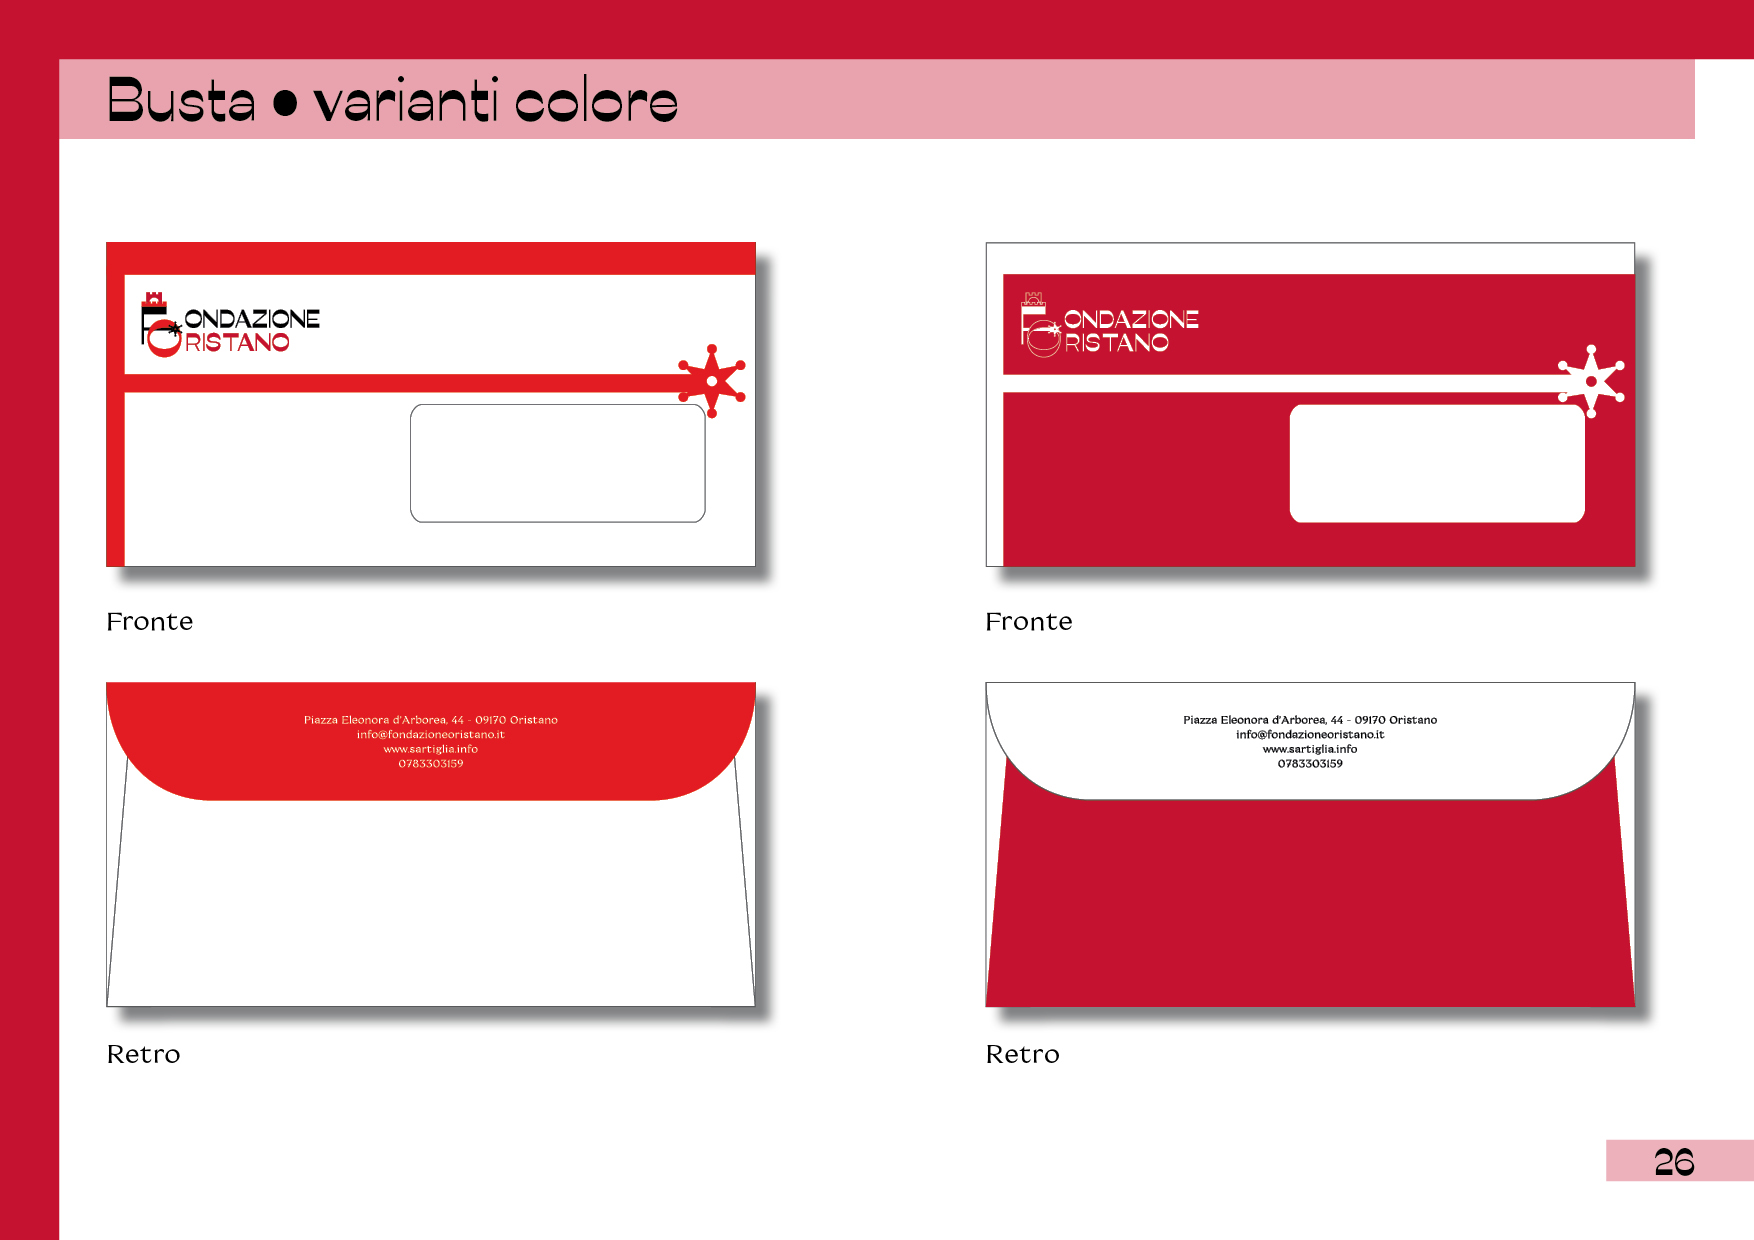 Busta • varianti colore
FONDAZIONE
ORISTANO
FONDAZIONE
ORISTANO
Fronte
Fronte
Piazza Eleonora d'Arborea, 44 - 09170 Oristano
info@fondazioneoristano.it
www.sartiglia.info
0783303159
Piazza Eleonora d'Arborea, 44 - 09170 Oristano
info@fondazioneoristano.it
www.sartiglia.info
0783303159
Retro
Retro
26